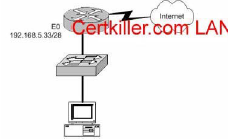 Internet
E0
192.168.5.33/28
Certkiller.com LAN